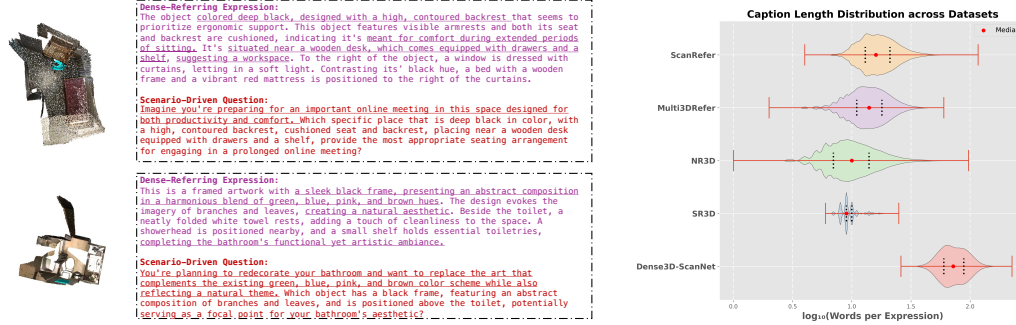 Dense-Referring Expression:
The object colored deep black, designed with a high, contoured backrest that seems to
prioritize ergonomic support. This object features visible armrests and both its seat
and backrest are cushioned, indicating it's meant for comfort during extended periods
of sitting. It's situated near a wooden desk, which comes equipped with drawers and a
shelf, suggesting a workspace. To the right of the object, a window is dressed with
curtains, letting in a soft light. Contrasting its' black hue, a bed with a wooden
frame and a vibrant red mattress is positioned to the right of the curtains.
Scenario-Driven Question:
Imagine you're preparing for an important online meeting in this space designed for
both productivity and comfort. Which specific place that is deep black in color, with
a high, contoured backrest, cushioned seat and backrest, placing near a wooden desk
equipped with drawers and a shelf, provide the most appropriate seating arrangement
for engaging in a prolonged online meeting?
Dense-Referring Expression:
This is a framed artwork with a sleek black frame, presenting an abstract composition
in a harmonious blend of green, blue, pink, and brown hues. The design evokes the
imagery of branches and leaves, creating a natural aesthetic. Beside the toilet, a
neatly folded white towel rests, adding a touch of cleanliness to the space. A
showerhead is positioned nearby, and a small shelf holds essential toiletries,
completing the bathroom's functional yet artistic ambiance.
Scenario-Driven Question:
You're planning to redecorate your bathroom and want to replace the art that
complements the existing green, blue, pink, and brown color scheme while also
reflecting a natural theme. Which object has a black frame, featuring an abstract
composition of branches and leaves, and is positioned above the toilet, potentially
serving as a focal point for your bathroom's aesthetic?
Caption Length Distribution across Datasets
Media
ScanRefer
Multi3DRefer
NR3D
SR3D
Dense3D-ScanNet
0.0 0.5 1.0 1.5 2.0
log₁₀(Words per Expression)